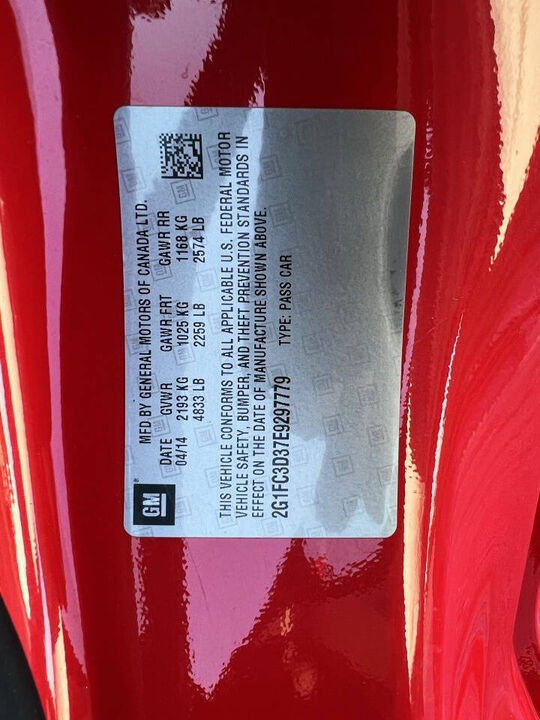 GM
MFD BY GENERAL MOTORS OF CANADA LTD.
DATE GVWR GAWR FRT GAWR RR
04/14 2193 KG 1025 KG 1168 KG
4833 LB 2259 LB 2574 LB
THIS VEHICLE CONFORMS TO ALL APPLICABLE U.S. FEDERAL MOTOR
VEHICLE SAFETY, BUMPER, AND THEFT PREVENTION STANDARDS IN
EFFECT ON THE DATE OF MANUFACTURE SHOWN ABOVE.
2G1FC3D37E9297779 TYPE: PASS CAR